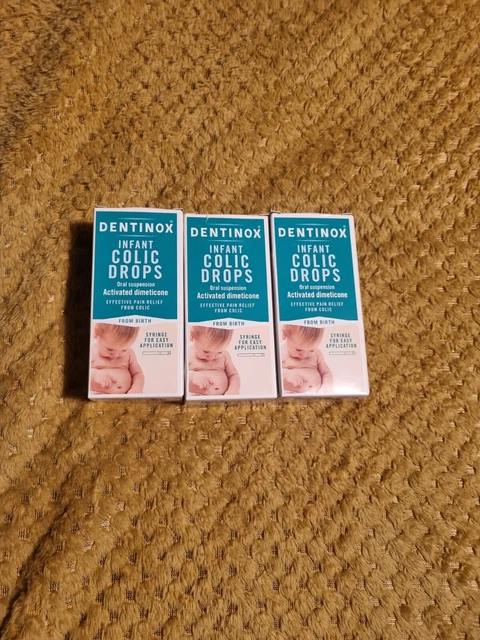 DENTINOX
INFANT
COLIC
DROPS
Oral suspension
Activated dimeticone
EFFECTIVE PAIN RELIEF
FROM COLIC
FROM BIRTH
SYRINGE
FOR EASY
APPLICATION
DENTINOX
INFANT
COLIC
DROPS
Oral suspension
Activated dimeticone
EFFECTIVE PAIN RELIEF
FROM COLIC
FROM BIRTH
SYRINGE
FOR EASY
APPLICATION
DENTINOX
INFANT
COLIC
DROPS
Oral suspension
Activated dimeticone
EFFECTIVE PAIN RELIEF
FROM COLIC
FROM BIRTH
SYRINGE
FOR EASY
APPLICATION